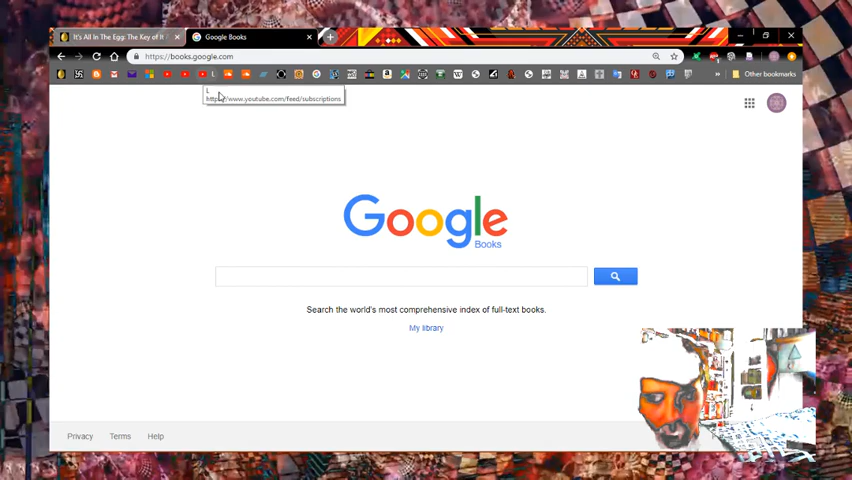 It's All In The Egg: The Key of It
Google Books
https://books.google.com
L
Other bookmarks
L
https://www.youtube.com/feed/subscriptions
Google
Books
Search the world's most comprehensive index of full-text books.
My library
Privacy
Terms
Help